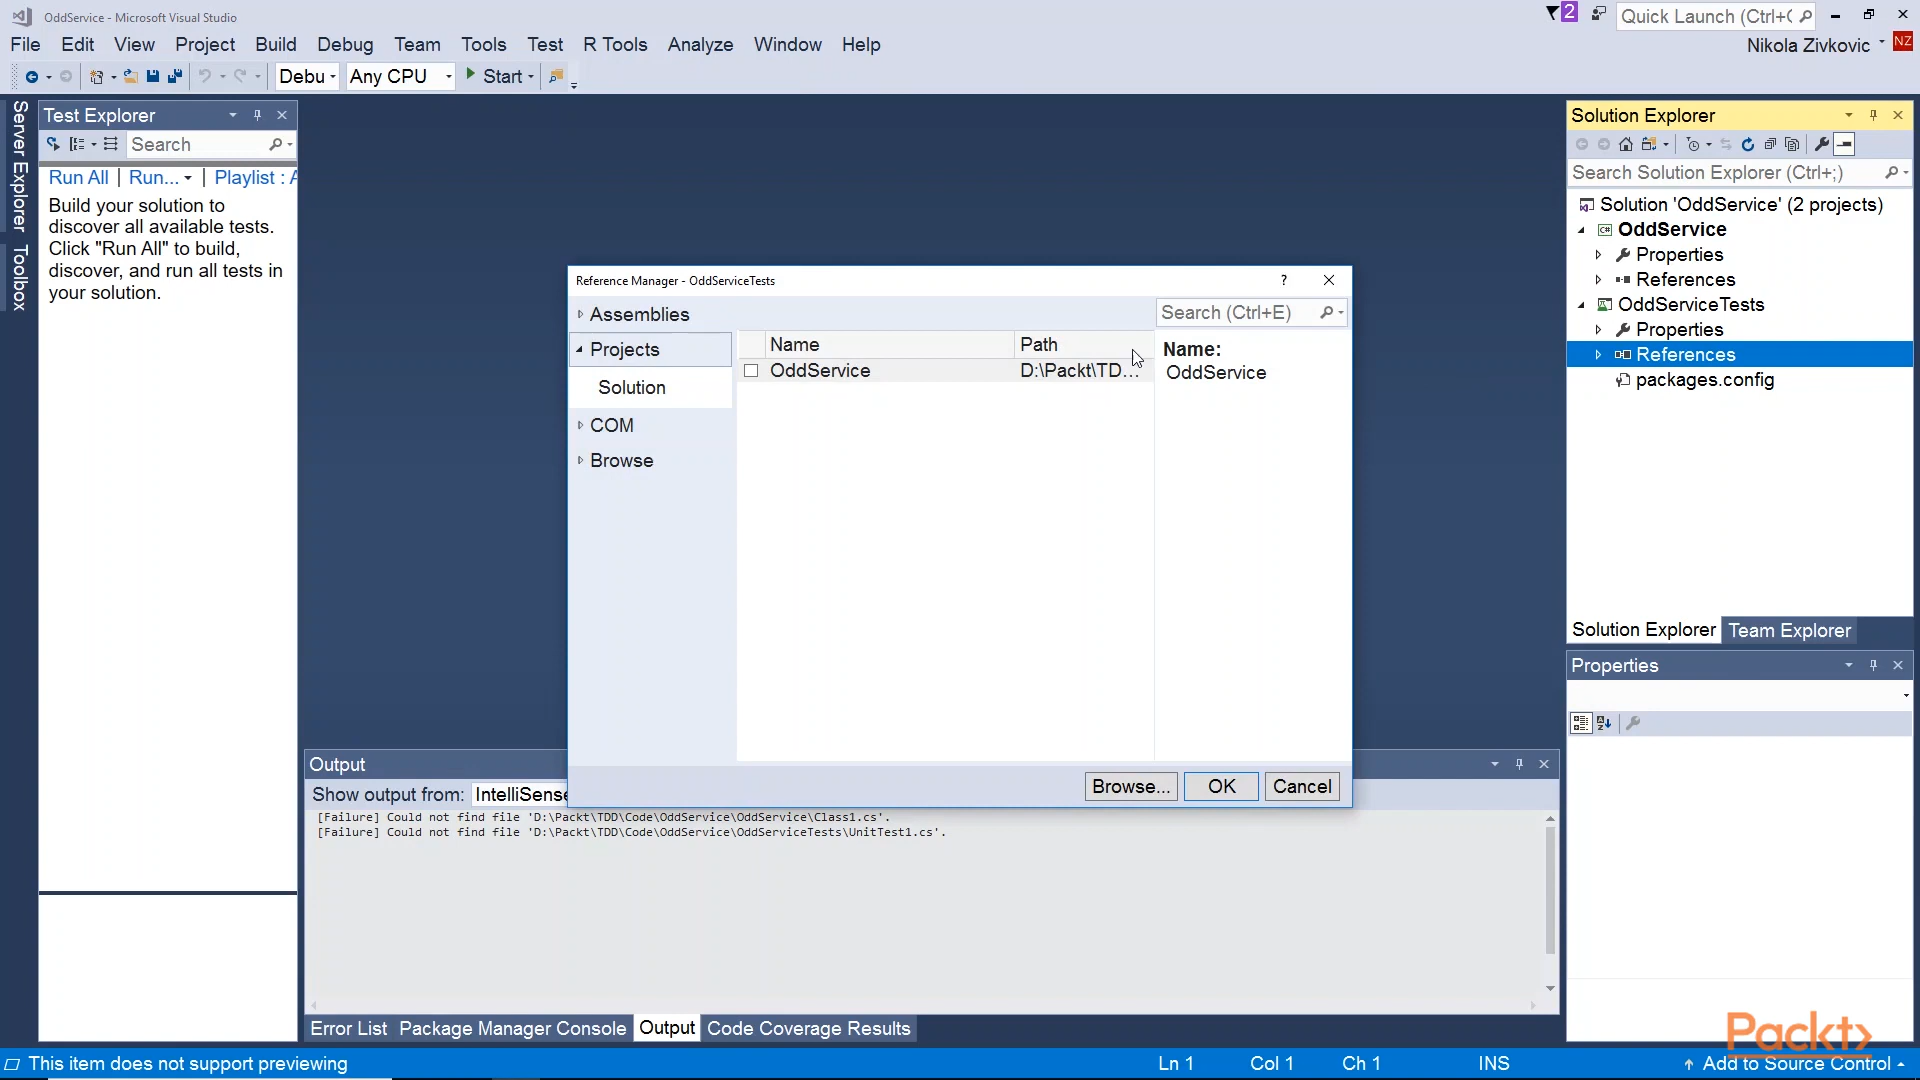 OddService - Microsoft Visual Studio
2
Quick Launch (Ctrl+Q
File Edit View Project Build Debug Team Tools Test R Tools Analyze Window Help
Nikola Zivkovic NZ
Debu Any CPU Start
Server Explorer
Toolbox
Test Explorer
Search
Run All | Run... | Playlist : A
Build your solution to
discover all available tests.
Click "Run All" to build,
discover, and run all tests in
your solution.
Reference Manager - OddServiceTests
? 
Assemblies
Search (Ctrl+E)
Projects
Solution
COM
Browse
Name Path
OddService D:\Packt\TD...
Name:
OddService
Browse... OK Cancel
Output
Show output from: IntelliSense
[Failure] Could not find file 'D:\Packt\TDD\Code\OddService\OddService\Class1.cs'.
[Failure] Could not find file 'D:\Packt\TDD\Code\OddService\OddServiceTests\UnitTest1.cs'.
Error List Package Manager Console Output Code Coverage Results
Solution Explorer
Search Solution Explorer (Ctrl+;)
Solution 'OddService' (2 projects)
C# OddService
Properties
References
OddServiceTests
Properties
References
packages.config
Solution Explorer Team Explorer
Properties
Packt>
This item does not support previewing
Ln 1 Col 1 Ch 1 INS Add to Source Control